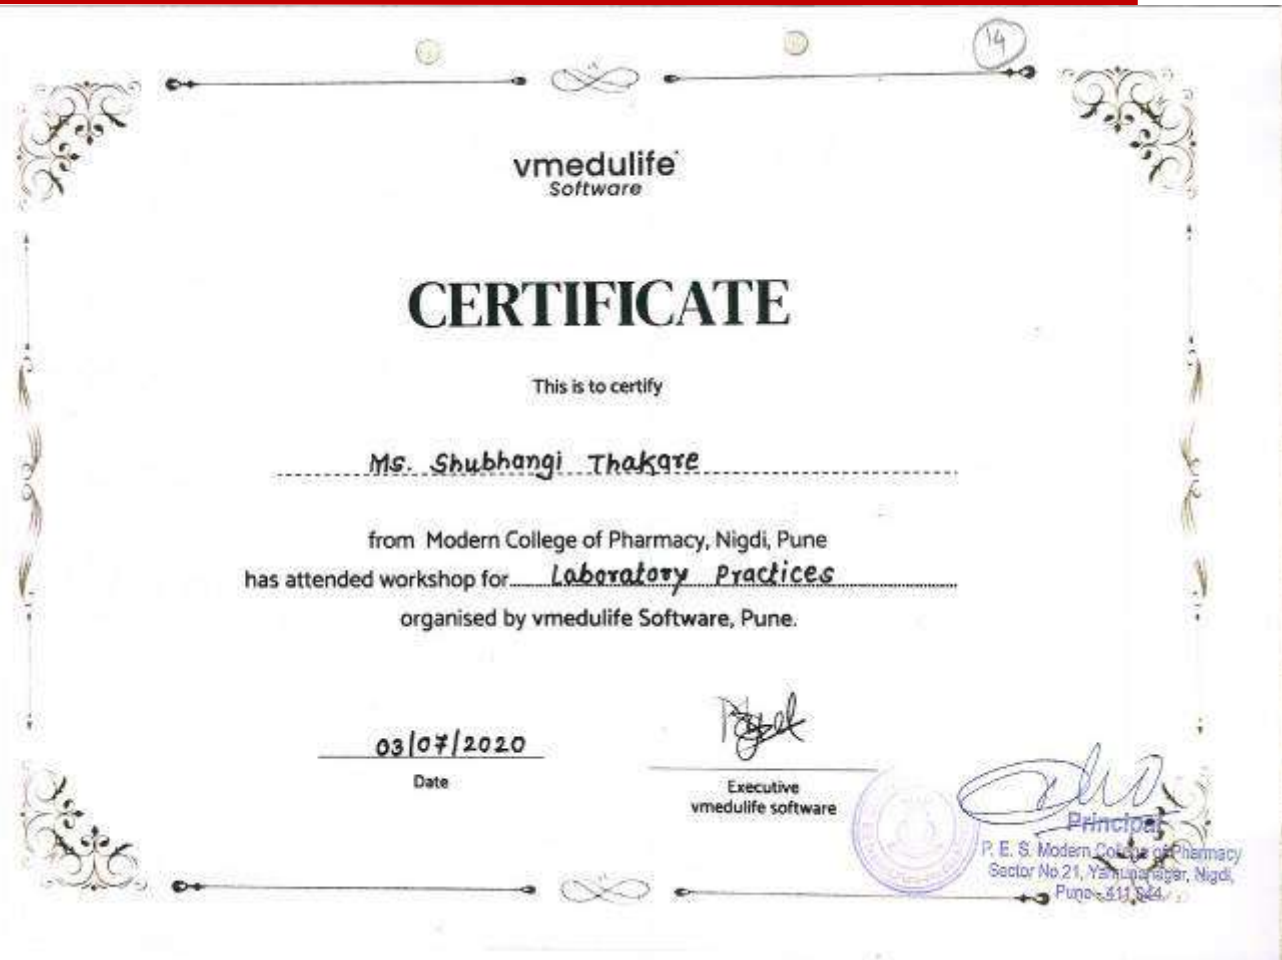 14
vmedulife
Software
CERTIFICATE
This is to certify
Ms. Shubhangi Thakare
from Modern College of Pharmacy, Nigdi, Pune
has attended workshop for Laboratory Practices
organised by vmedulife Software, Pune.
03/07/2020
Date
Executive
vmedulife software
Principal
P. E. S. Modern College of Pharmacy
Sector No 21, Yamunanagar, Nigdi,
Pune - 411 044